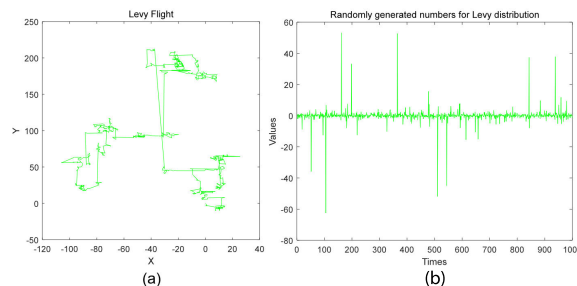 Levy Flight
250
200
150
100
50
0
-50
-120 -100 -80 -60 -40 -20 0 20 40
X
Y
(a)
Randomly generated numbers for Levy distribution
60
40
20
0
-20
-40
-60
-80
0 100 200 300 400 500 600 700 800 900 1000
Times
Values
(b)